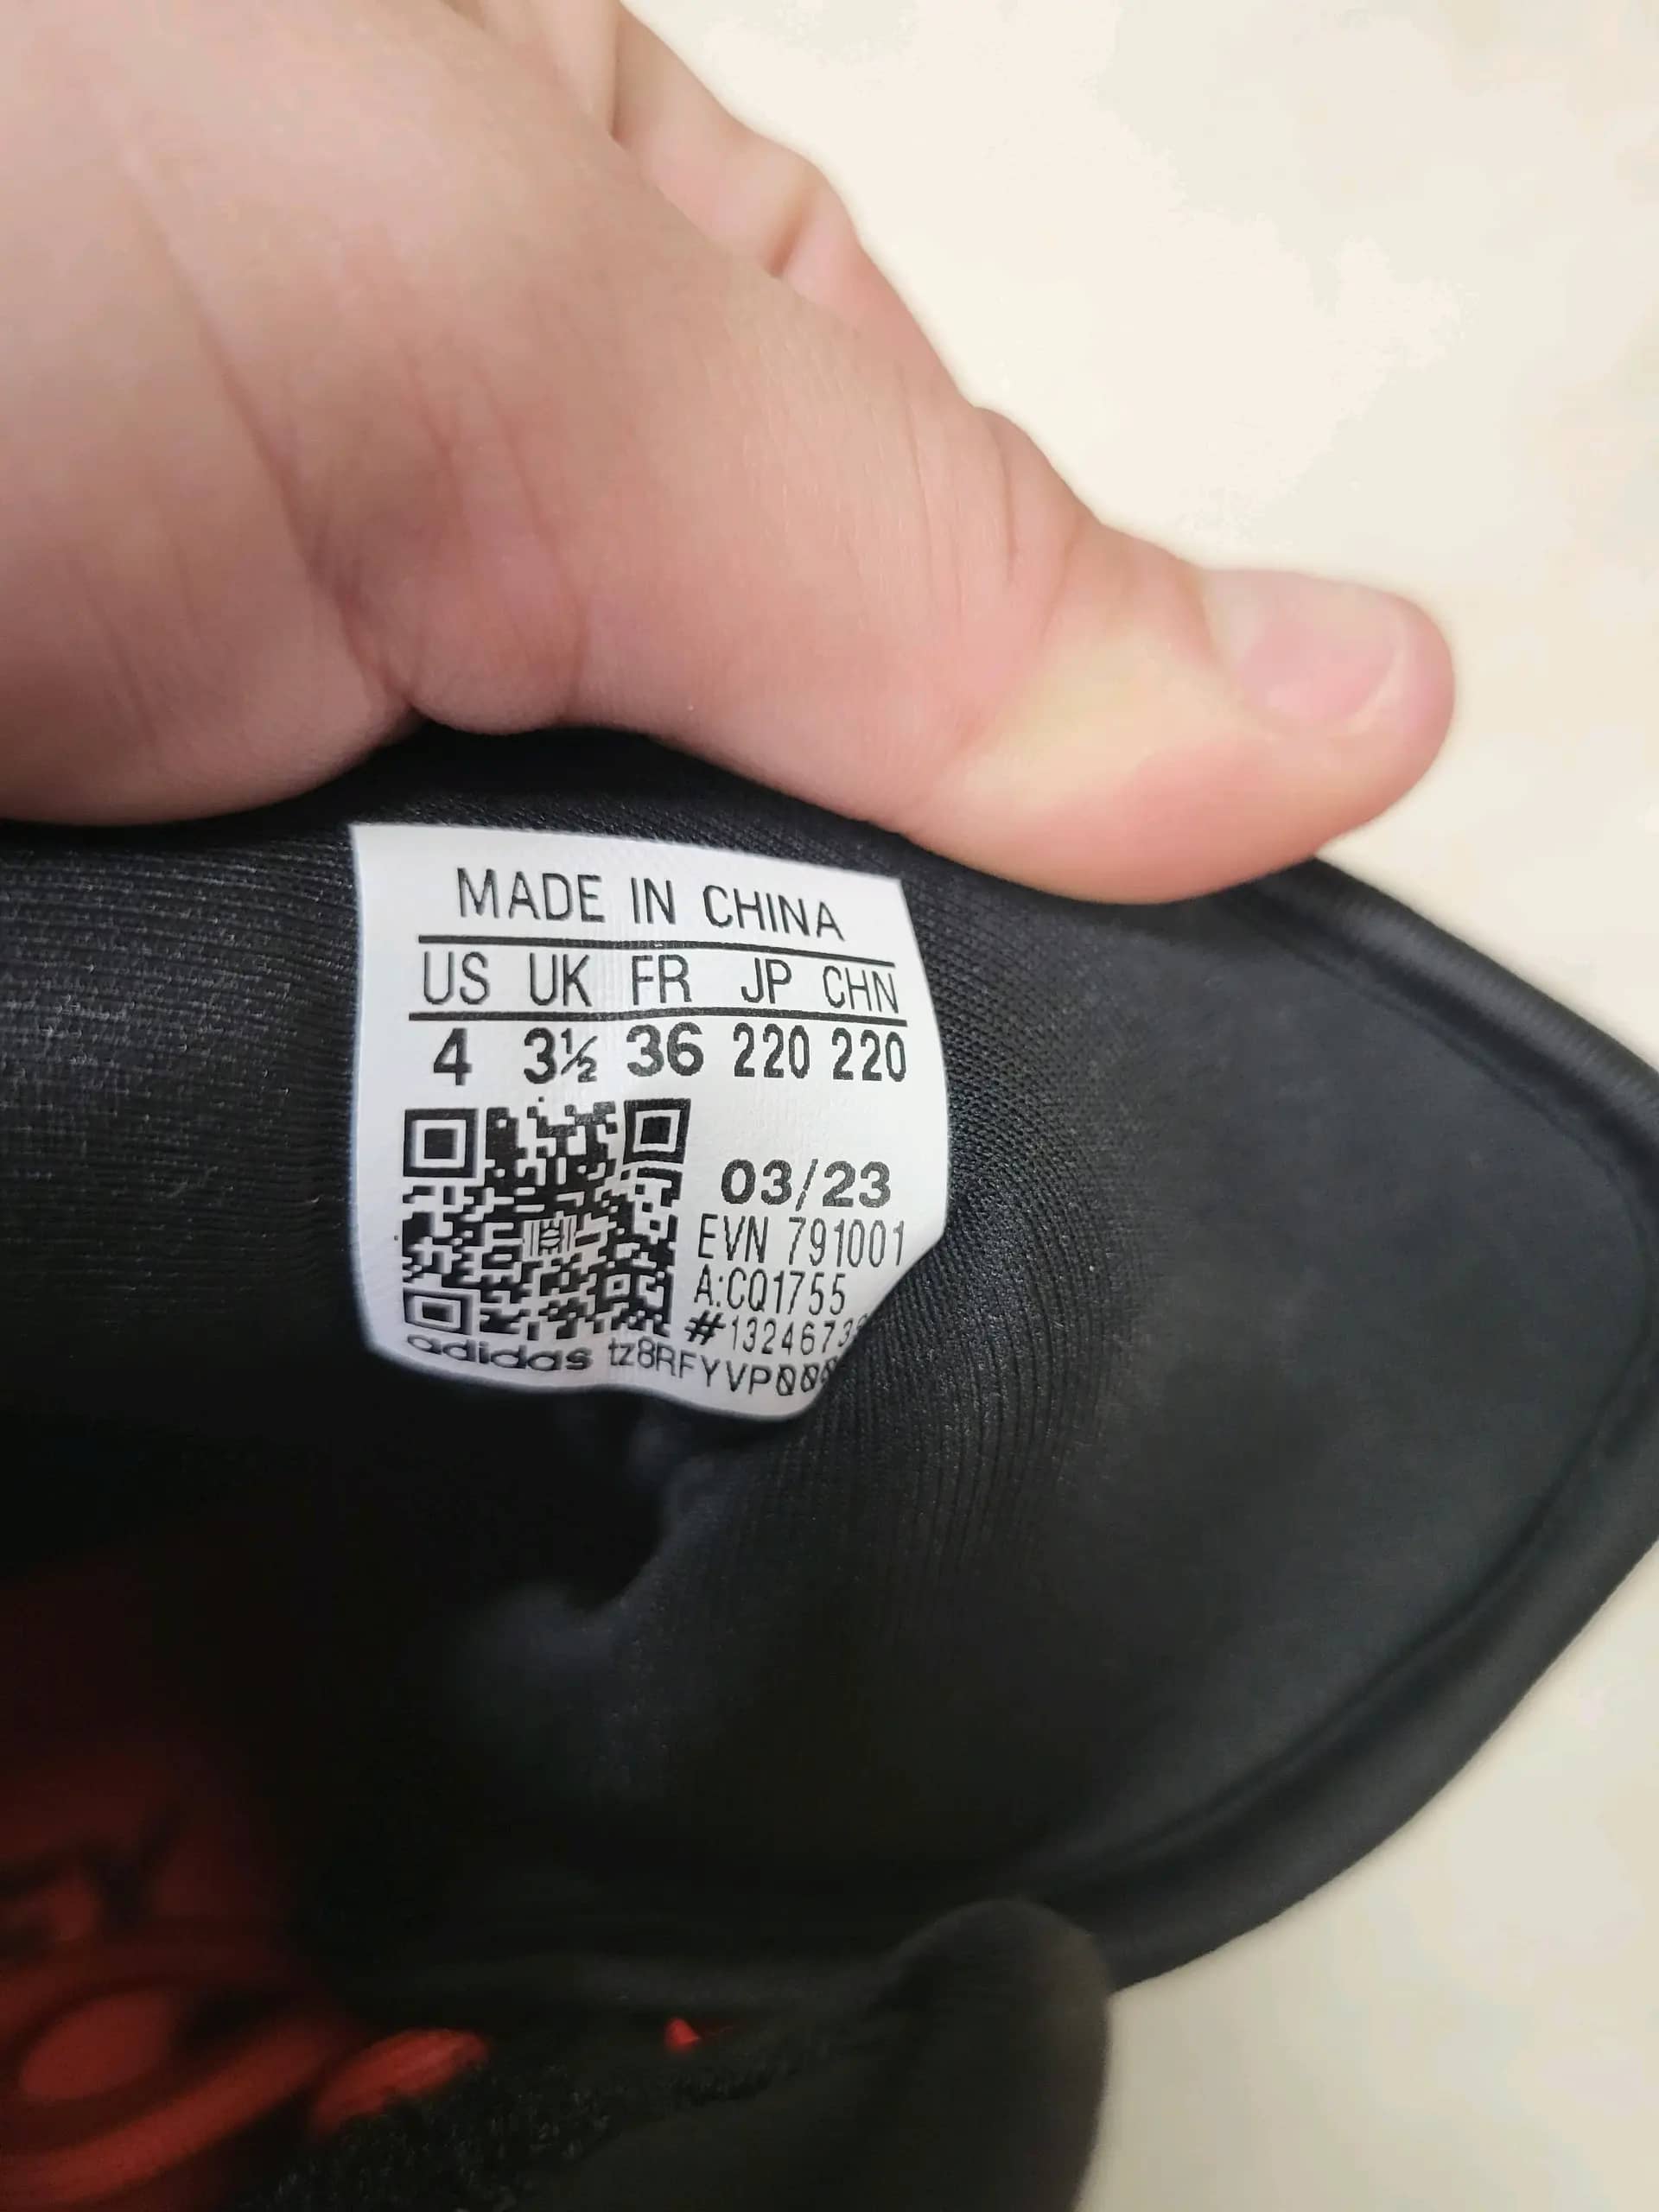 MADE IN CHINA
US UK FR JP CHN
4 3½ 36 220 220
03/23
EVN 791001
A:CQ1755
adidas